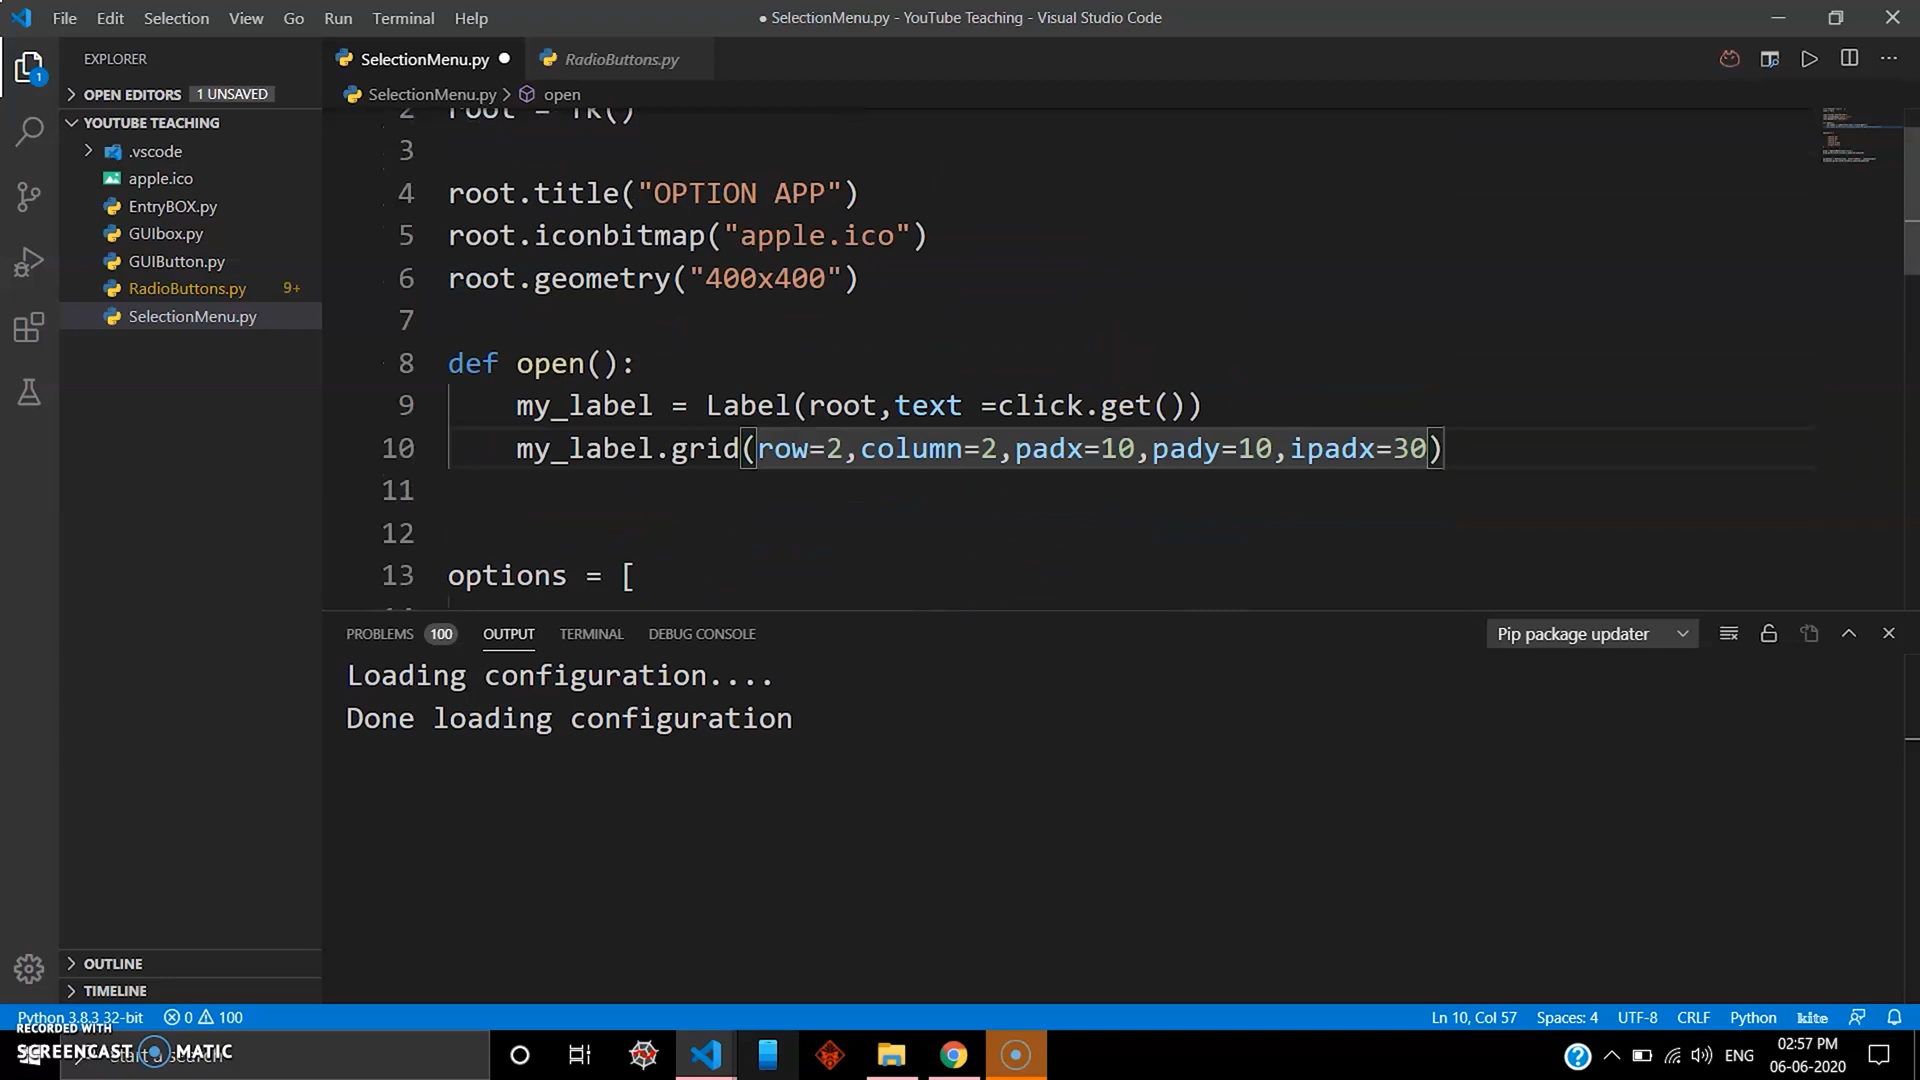 File Edit Selection View Go Run Terminal Help
● SelectionMenu.py - YouTube Teaching - Visual Studio Code
EXPLORER
OPEN EDITORS 1 UNSAVED
YOUTUBE TEACHING
.vscode
apple.ico
EntryBOX.py
GUIbox.py
GUIButton.py
RadioButtons.py 9+
SelectionMenu.py
OUTLINE
TIMELINE
1
SelectionMenu.py
RadioButtons.py
SelectionMenu.py > open
2 root = Tk()
3
4 root.title("OPTION APP")
5 root.iconbitmap("apple.ico")
6 root.geometry("400x400")
7
8 def open():
9 my_label = Label(root,text =click.get())
10 my_label.grid(row=2,column=2,padx=10,pady=10,ipadx=30)
11
12
13 options = [
PROBLEMS 100 OUTPUT TERMINAL DEBUG CONSOLE
Pip package updater
Loading configuration....
Done loading configuration
Python 3.8.3 32-bit 0 100
Ln 10, Col 57 Spaces: 4 UTF-8 CRLF Python kite
RECORDED WITH
SCREENCAST MATIC
ENG
02:57 PM
06-06-2020